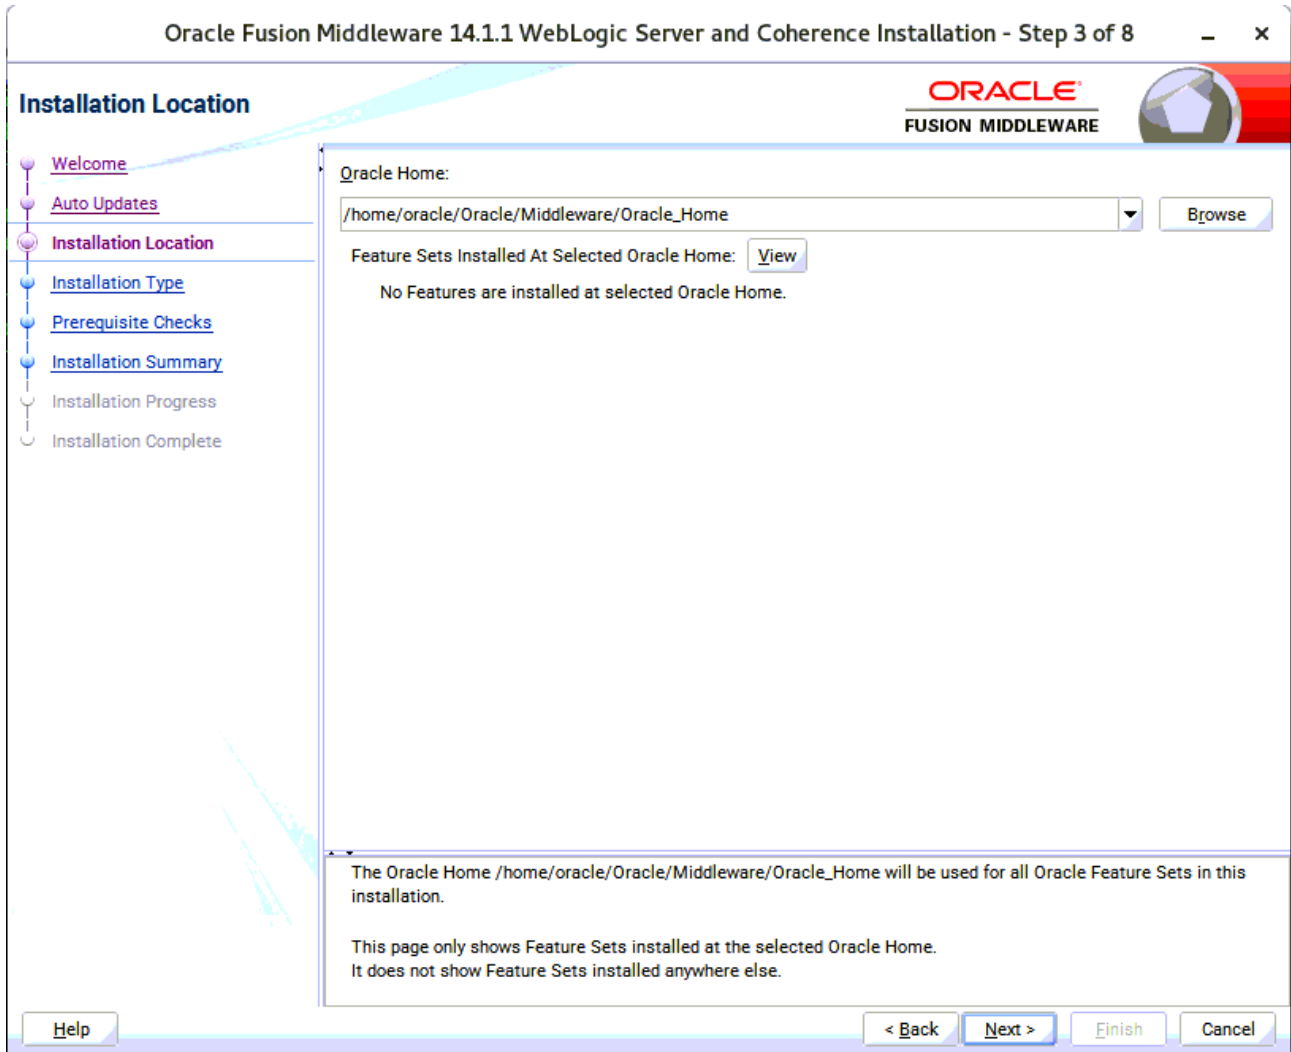 Oracle Fusion Middleware 14.1.1 WebLogic Server and Coherence Installation - Step 3 of 8
Installation Location
ORACLE
FUSION MIDDLEWARE
Welcome
Auto Updates
Installation Location
Installation Type
Prerequisite Checks
Installation Summary
Installation Progress
Installation Complete
Oracle Home:
/home/oracle/Oracle/Middleware/Oracle_Home
Browse
Feature Sets Installed At Selected Oracle Home: View
No Features are installed at selected Oracle Home.
The Oracle Home /home/oracle/Oracle/Middleware/Oracle_Home will be used for all Oracle Feature Sets in this
installation.
This page only shows Feature Sets installed at the selected Oracle Home.
It does not show Feature Sets installed anywhere else.
Help
< Back
Next >
Finish
Cancel